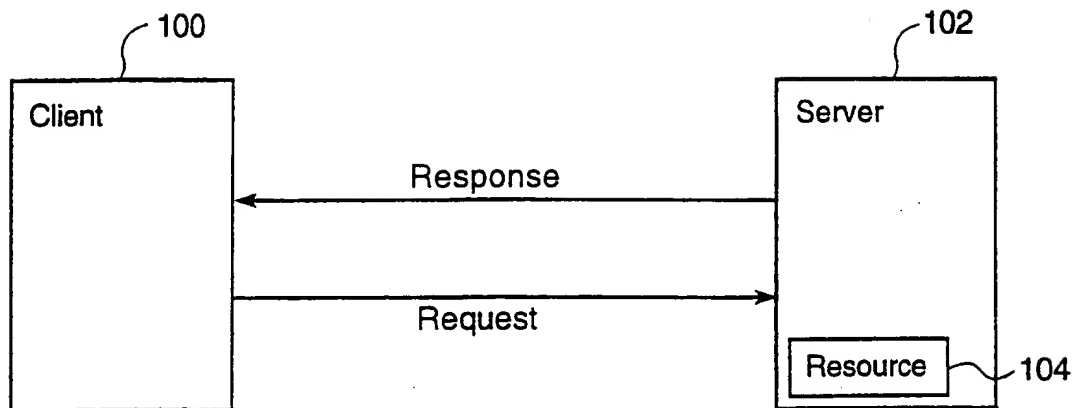 100
102
Client
Server
Response
Request
Resource
104